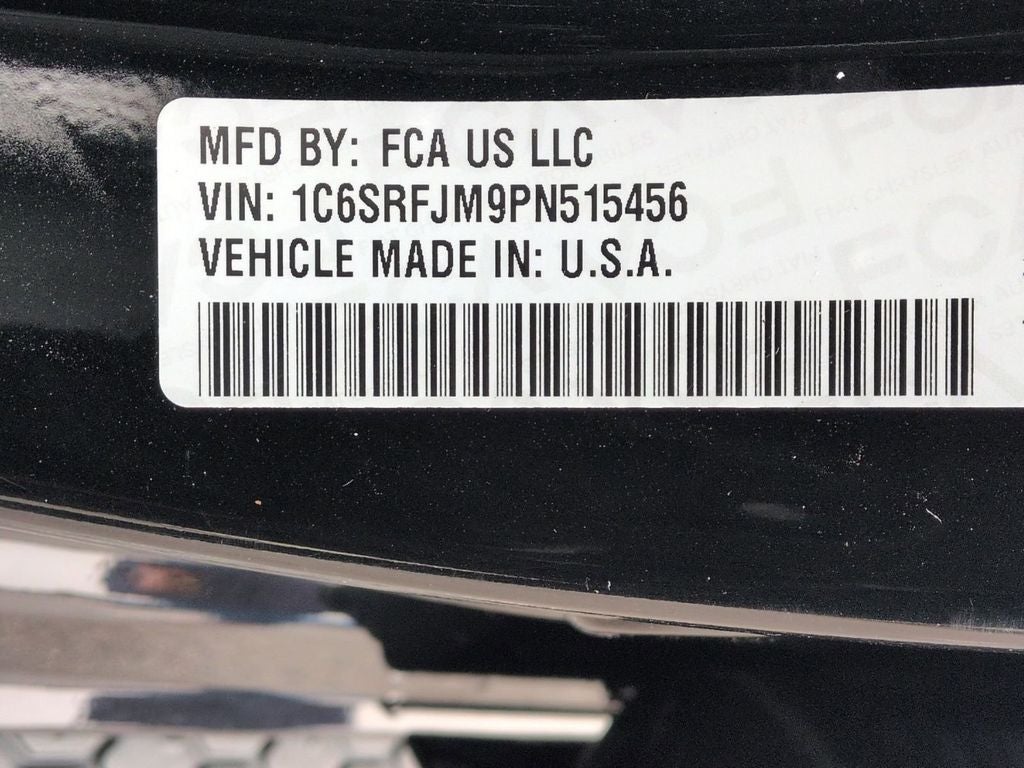 MFD BY: FCA US LLC
VIN: 1C6SRFJM9PN515456
VEHICLE MADE IN: U.S.A.